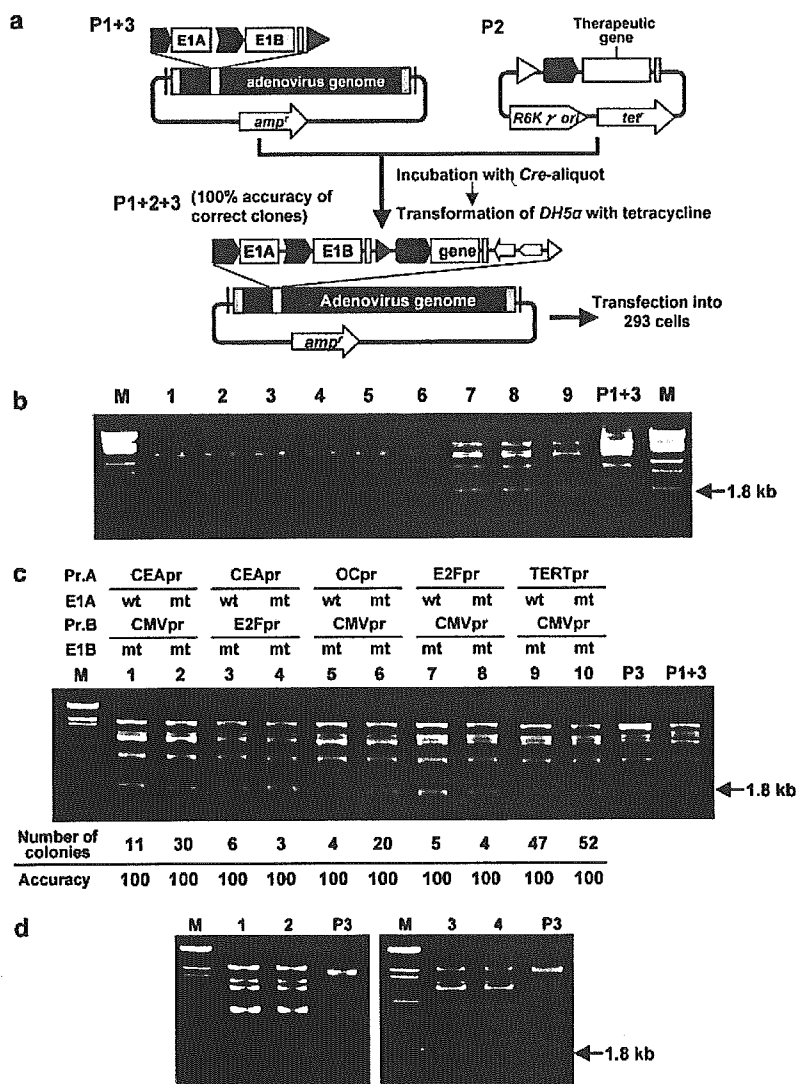 a
P1+3
E1A E1B
adenovirus genome
amp^r
P2
Therapeutic
gene
R6K γ ori tet^r
Incubation with Cre-aliquot
Transformation of DH5α with tetracycline
P1+2+3 (100% accuracy of
correct clones)
E1A E1B gene
Adenovirus genome
amp^r
Transfection into
293 cells
b
M 1 2 3 4 5 6 7 8 9 P1+3 M
1.8 kb
c
Pr.A CEApr CEApr OCpr E2Fpr TERTpr
E1A wt mt wt mt wt mt wt mt wt mt
Pr.B CMVpr E2Fpr CMVpr CMVpr CMVpr
E1B mt mt mt mt mt mt mt mt mt mt
M 1 2 3 4 5 6 7 8 9 10 P3 P1+3
1.8 kb
Number of
colonies 11 30 6 3 4 20 5 4 47 52
Accuracy 100 100 100 100 100 100 100 100 100 100
d
M 1 2 P3 M 3 4 P3
1.8 kb